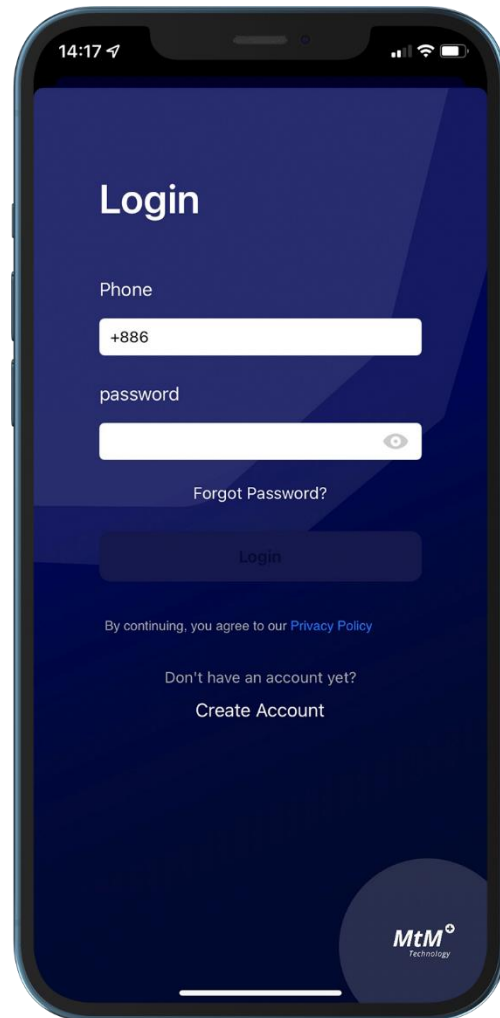 14:17
Login
Phone
+886
password
Forgot Password?
Login
By continuing, you agree to our Privacy Policy
Don't have an account yet?
Create Account
MtM+
Technology